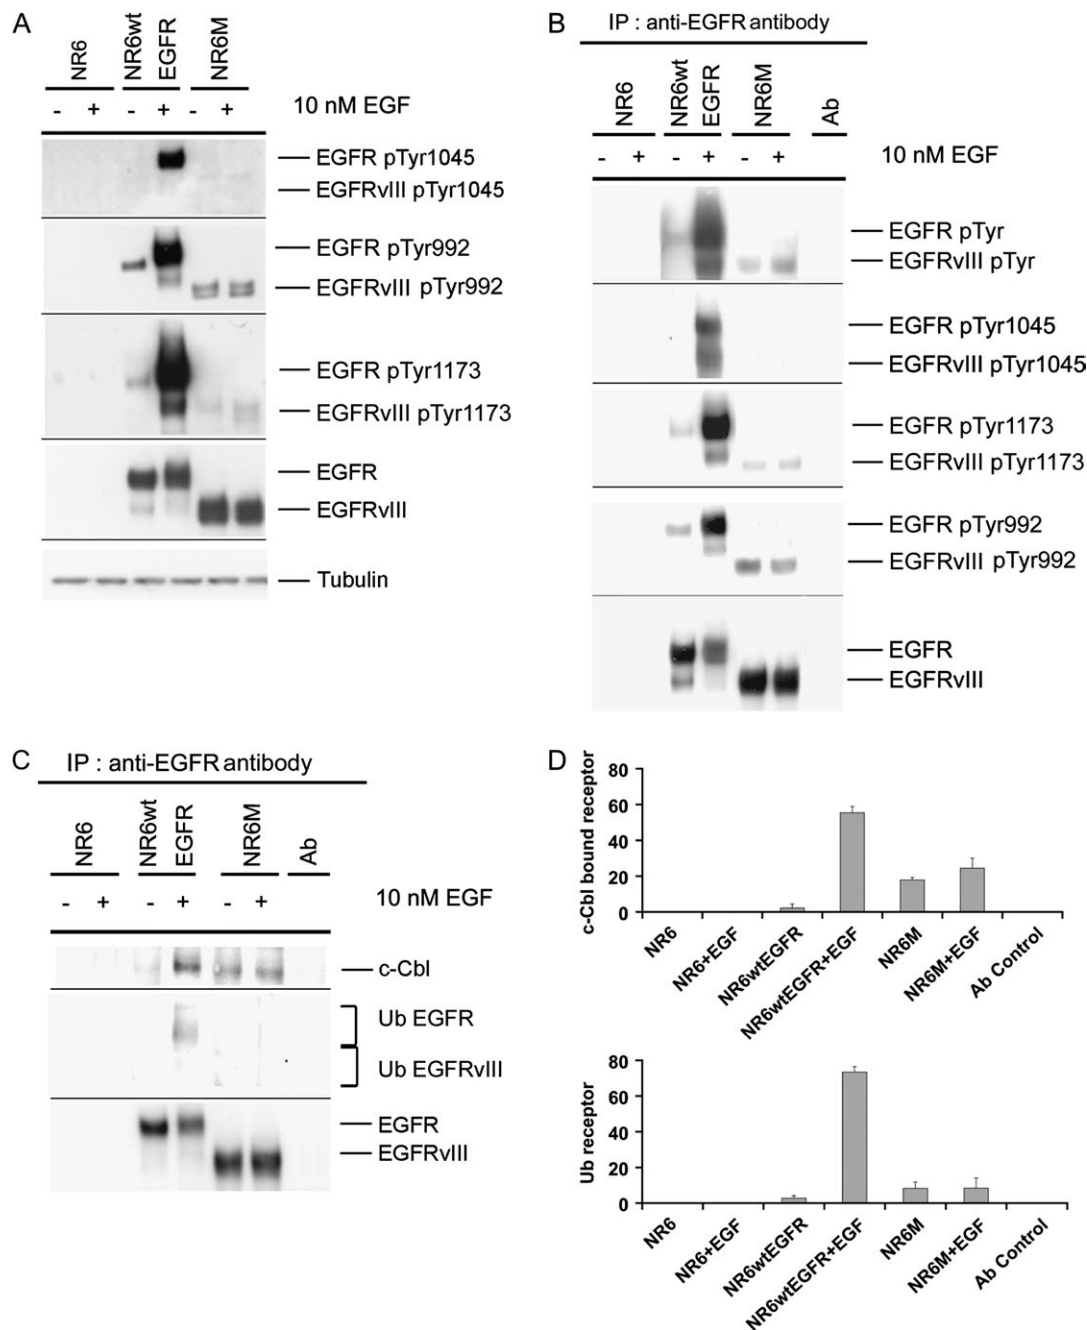 A
NR6
NR6wt
EGFR
NR6M
- + - + - +
10 nM EGF
EGFR pTyr1045
EGFRvIII pTyr1045
EGFR pTyr992
EGFRvIII pTyr992
EGFR pTyr1173
EGFRvIII pTyr1173
EGFR
EGFRvIII
Tubulin
B
IP : anti-EGFR antibody
NR6
NR6wt
EGFR
NR6M
Ab
- + - + - +
10 nM EGF
EGFR pTyr
EGFRvIII pTyr
EGFR pTyr1045
EGFRvIII pTyr1045
EGFR pTyr1173
EGFRvIII pTyr1173
EGFR pTyr992
EGFRvIII pTyr992
EGFR
EGFRvIII
C
IP : anti-EGFR antibody
NR6
NR6wt
EGFR
NR6M
Ab
- + - + - +
10 nM EGF
c-Cbl
Ub EGFR
Ub EGFRvIII
EGFR
EGFRvIII
D
c-Cbl bound receptor
80
60
40
20
0
NR6
NR6+EGF
NR6wtEGFR
NR6wtEGFR+EGF
NR6M
NR6M+EGF
Ab Control
Ub receptor
80
60
40
20
0
NR6
NR6+EGF
NR6wtEGFR
NR6wtEGFR+EGF
NR6M
NR6M+EGF
Ab Control